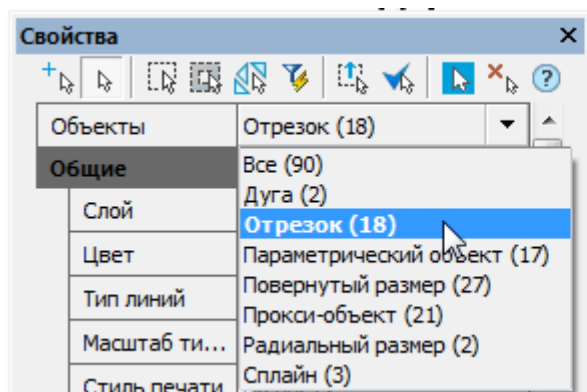 Свойства
Объекты Отрезок (18)
Общие Все (90)
Дуга (2)
Слой Отрезок (18)
Цвет Параметрический объект (17)
Тип линий Повернутый размер (27)
Прокси-объект (21)
Масштаб ти... Радиальный размер (2)
Стиль печати Сплайн (3)